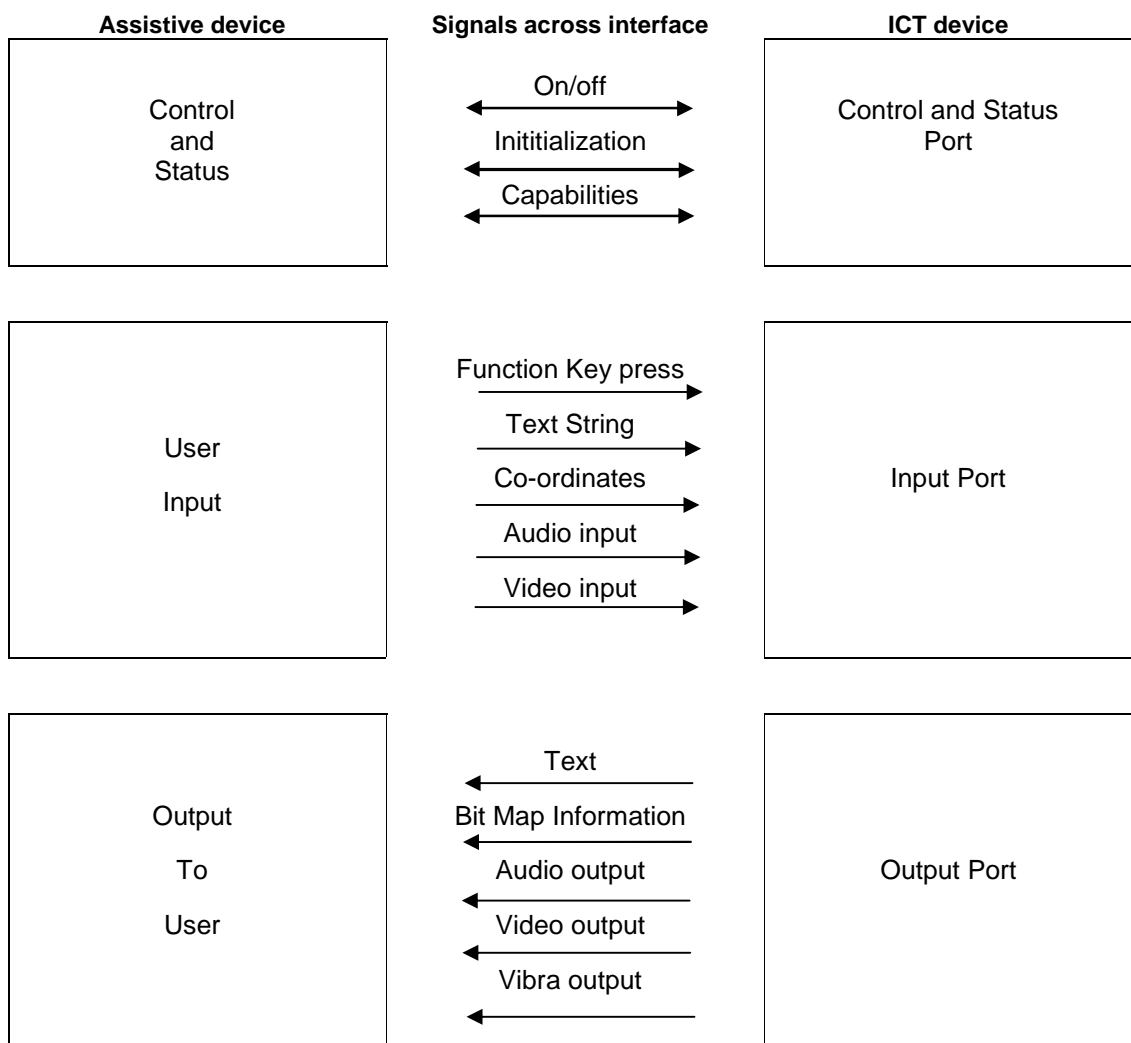 Assistive device Signals across interface ICT device
On/off
Control
and
Status
Inititialization
Capabilities
Control and Status
Port
Function Key press
Text String
User
Input
Co-ordinates
Audio input
Video input
Input Port
Text
Output
To
User
Bit Map Information
Audio output
Video output
Vibra output
Output Port